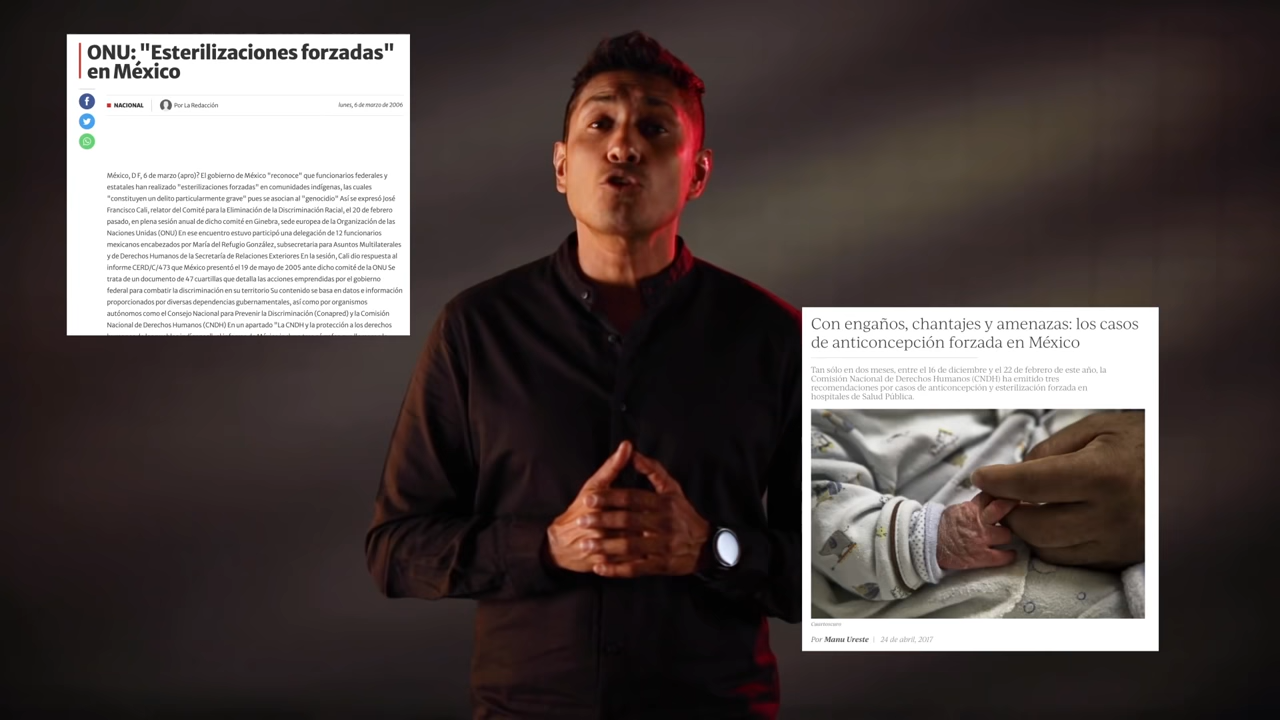 ONU: "Esterilizaciones forzadas"
en México
NACIONAL
Por La Redacción
lunes, 6 de marzo de 2006
México, D F, 6 de marzo (apro)? El gobierno de México "reconoce" que funcionarios federales y
estatales han realizado "esterilizaciones forzadas" en comunidades indígenas, las cuales
"constituyen un delito particularmente grave" pues se asocian al "genocidio" Así se expresó José
Francisco Cali, relator del Comité para la Eliminación de la Discriminación Racial, el 20 de febrero
pasado, en plena sesión anual de dicho comité en Ginebra, sede europea de la Organización de las
Naciones Unidas (ONU) En ese encuentro estuvo participó una delegación de 12 funcionarios
mexicanos encabezados por María del Refugio González, subsecretaria para Asuntos Multilaterales
y de Derechos Humanos de la Secretaría de Relaciones Exteriores En la sesión, Cali dio respuesta al
informe CERD/C/473 que México presentó el 19 de mayo de 2005 ante dicho comité de la ONU Se
trata de un documento de 47 cuartillas que detalla las acciones emprendidas por el gobierno
federal para combatir la discriminación en su territorio Su contenido se basa en datos e información
proporcionados por diversas dependencias gubernamentales, así como por organismos
autónomos como el Consejo Nacional para Prevenir la Discriminación (Conapred) y la Comisión
Nacional de Derechos Humanos (CNDH) En un apartado "La CNDH y la protección a los derechos
Con engaños, chantajes y amenazas: los casos
de anticoncepción forzada en México
Tan sólo en dos meses, entre el 16 de diciembre y el 22 de febrero de este año, la
Comisión Nacional de Derechos Humanos (CNDH) ha emitido tres
recomendaciones por casos de anticoncepción y esterilización forzada en
hospitales de Salud Pública.
Cuartoscuro
Por Manu Ureste | 24 de abril, 2017